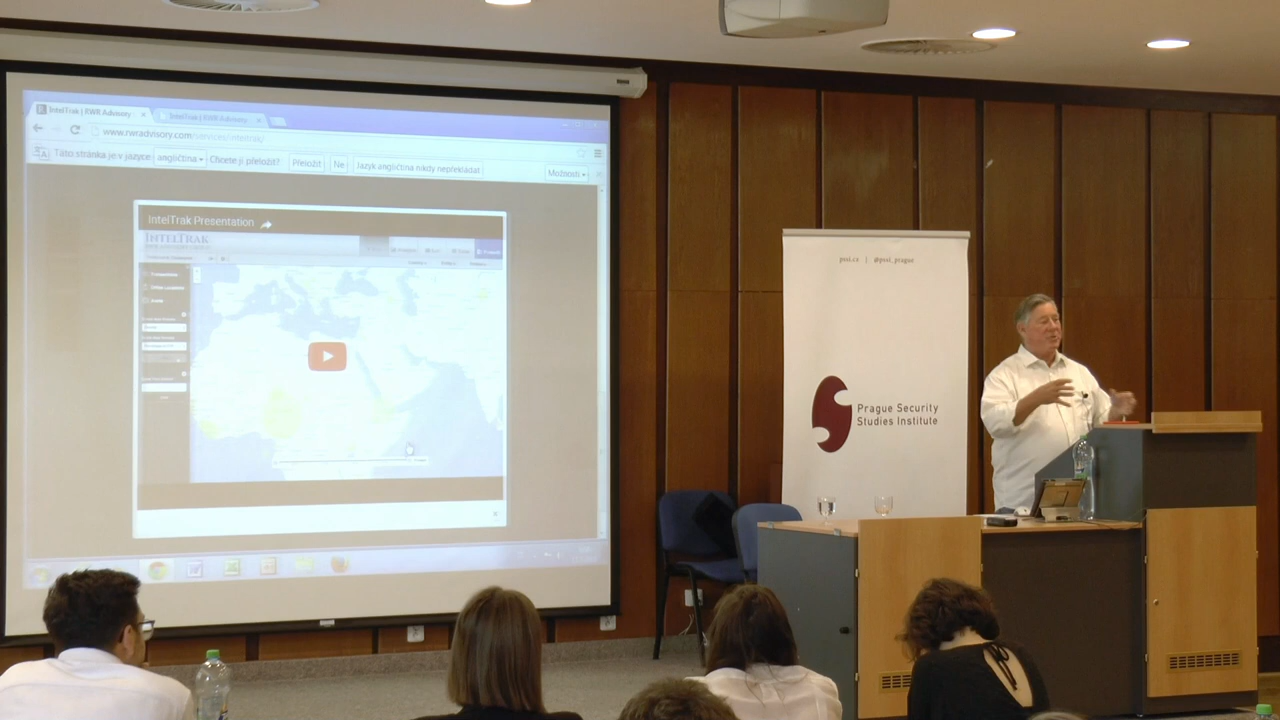 IntelTrak | RWR Advisory
IntelTrak | RWR Advisory
www.rwradvisory.com/services/inteltrak/
Tato stránka je v jazyce angličtina Chcete ji přeložit? Přeložit Ne Jazyk angličtina nikdy nepřekládat Možnosti
IntelTrak Presentation
INTELTRAK
pssi.cz | @pssi_prague
Prague Security
Studies Institute